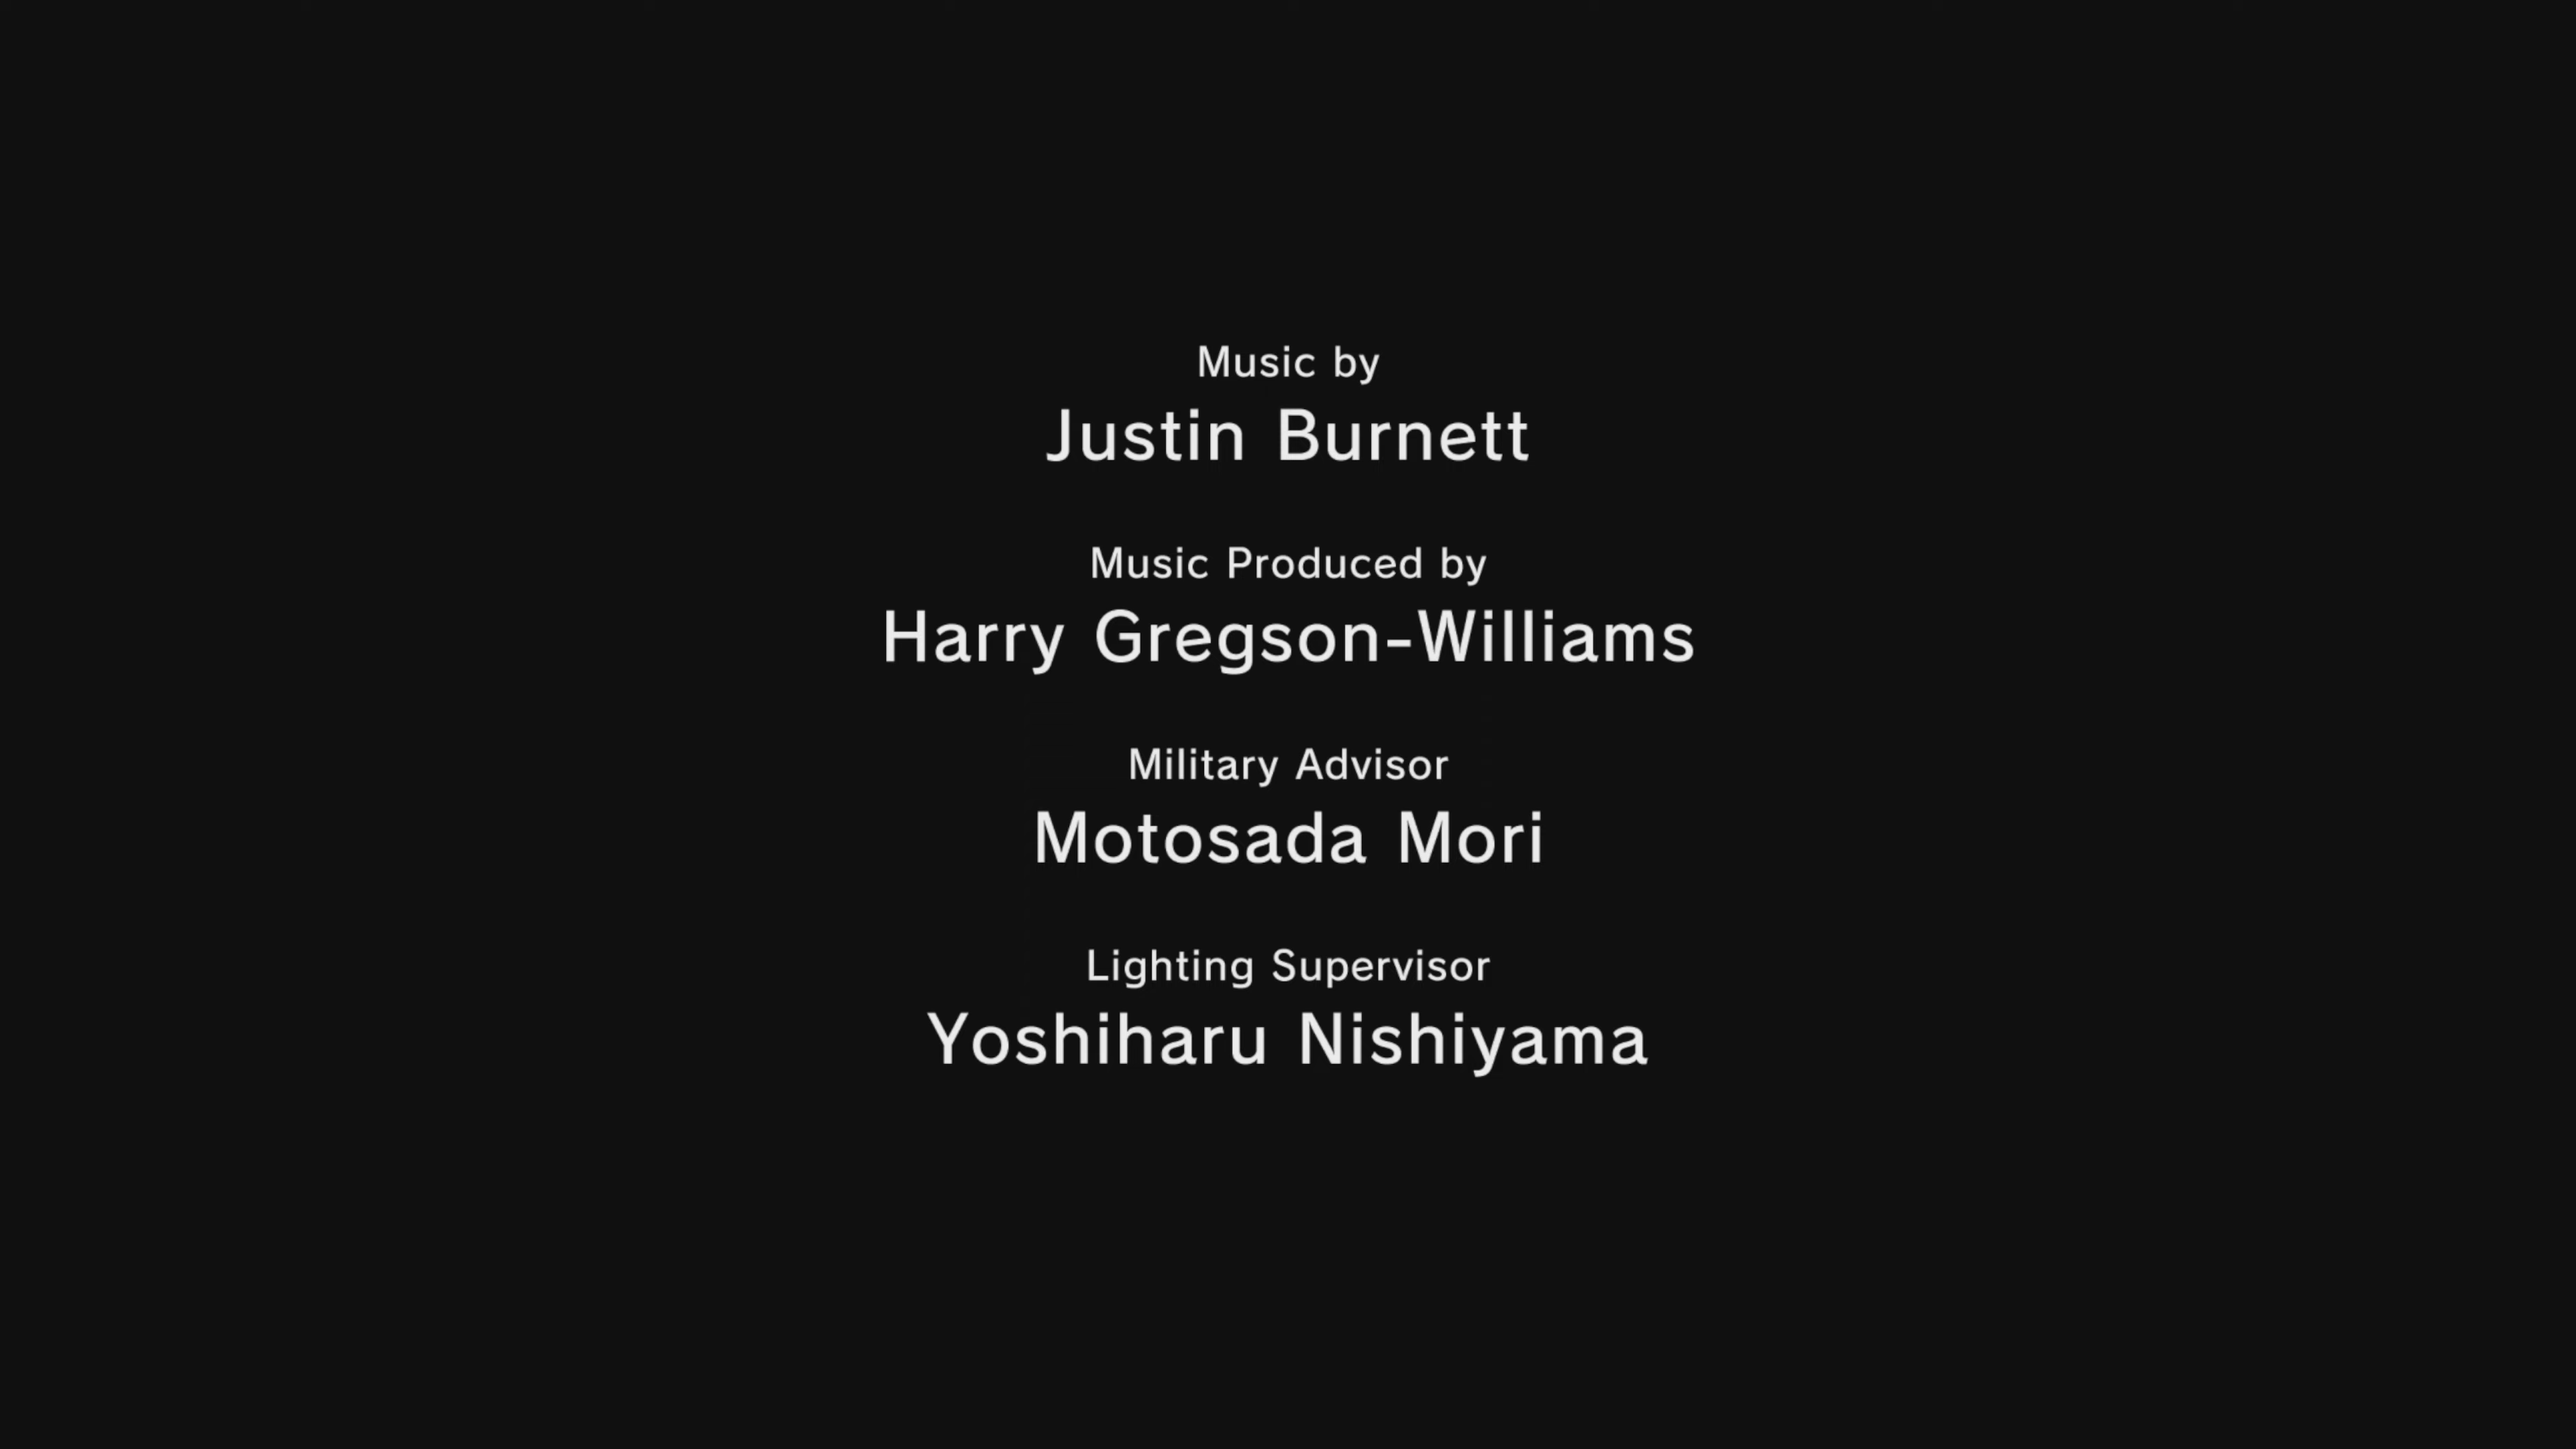 Music by
Justin Burnett
Music Produced by
Harry Gregson-Williams
Military Advisor
Motosada Mori
Lighting Supervisor
Yoshiharu Nishiyama